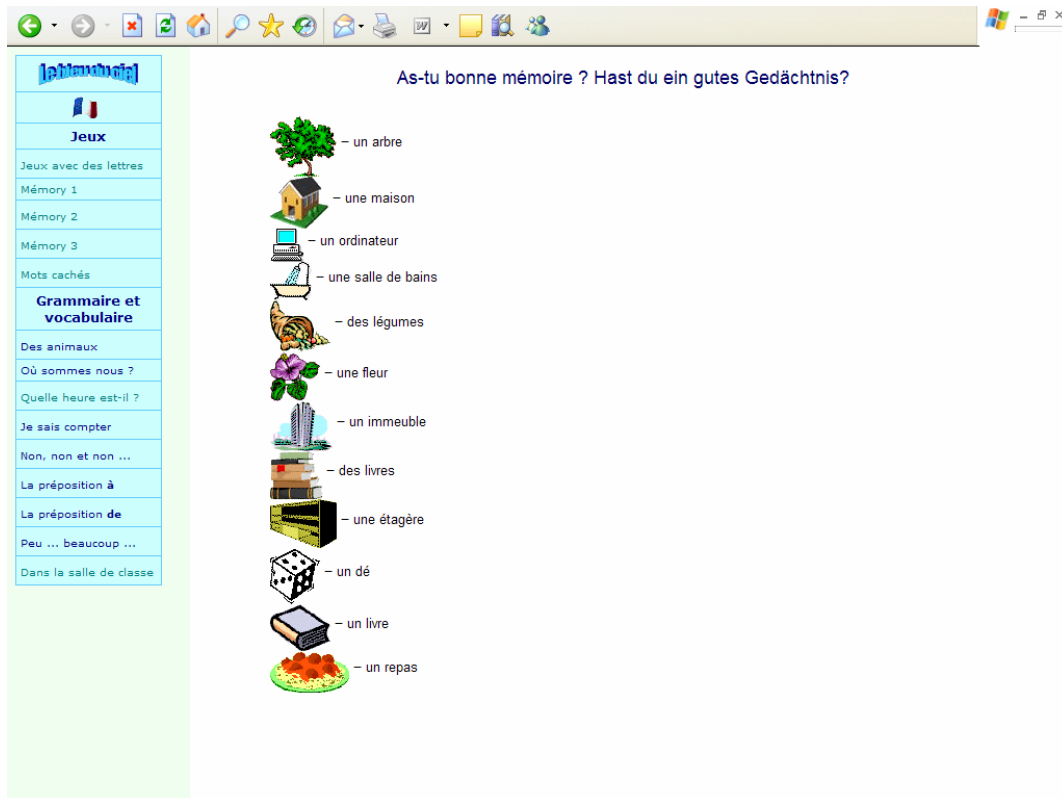 Le bleu du ciel
As-tu bonne mémoire ? Hast du ein gutes Gedächtnis?
Jeux
Jeux avec des lettres
Mémory 1
Mémory 2
Mémory 3
Mots cachés
Grammaire et
vocabulaire
Des animaux
Où sommes nous ?
Quelle heure est-il ?
Je sais compter
Non, non et non ...
La préposition à
La préposition de
Peu ... beaucoup ...
Dans la salle de classe
– un arbre
– une maison
– un ordinateur
– une salle de bains
– des légumes
– une fleur
– un immeuble
– des livres
– une étagère
– un dé
– un livre
– un repas